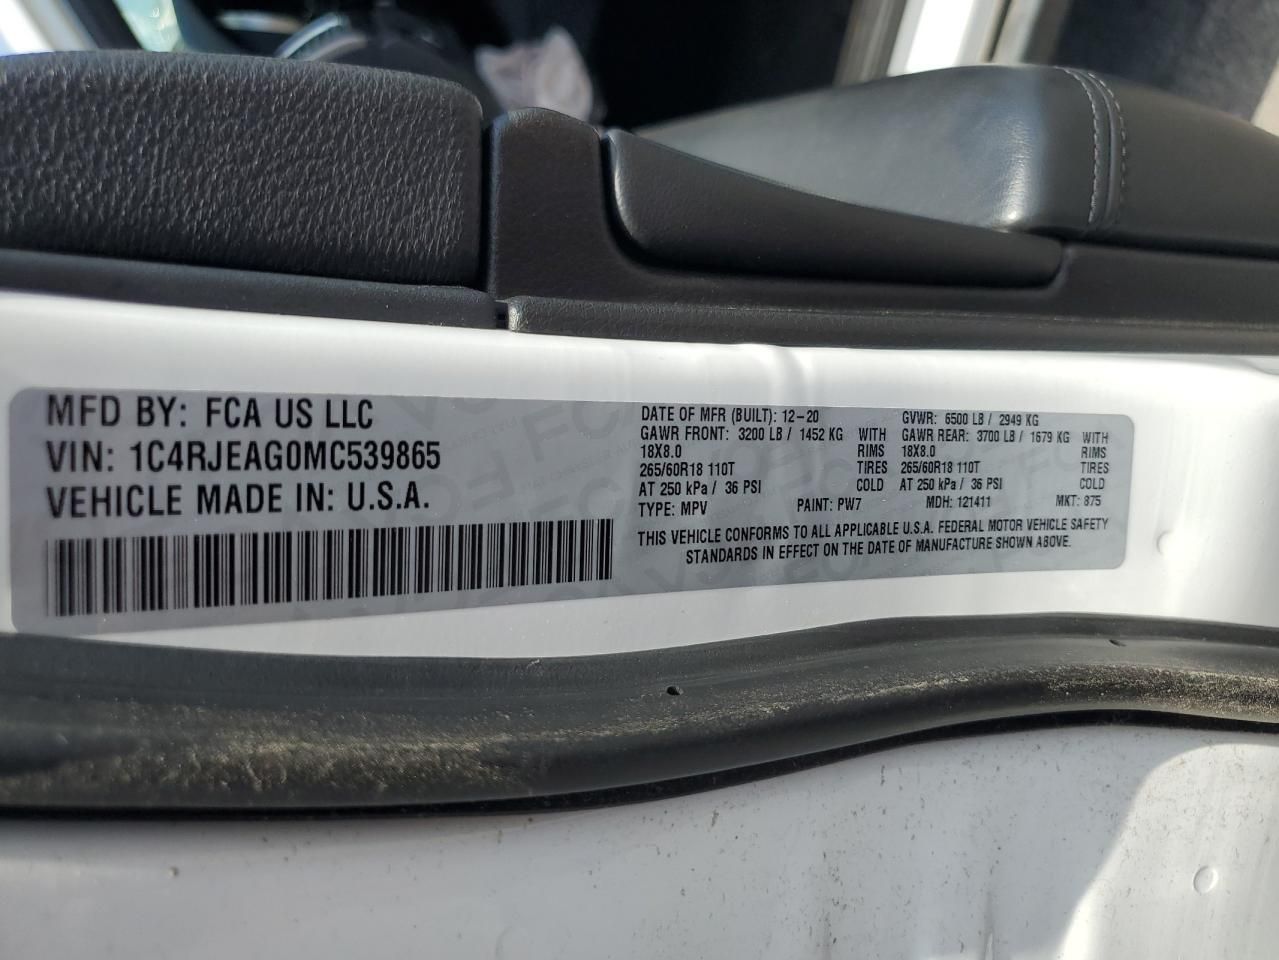 MFD BY: FCA US LLC
VIN: 1C4RJEAG0MC539865
VEHICLE MADE IN: U.S.A.
DATE OF MFR (BUILT): 12-20 GVWR: 6500 LB / 2949 KG
GAWR FRONT: 3200 LB / 1452 KG WITH GAWR REAR: 3700 LB / 1679 KG WITH
18X8.0 RIMS 18X8.0 RIMS
265/60R18 110T TIRES 265/60R18 110T TIRES
AT 250 kPa / 36 PSI COLD AT 250 kPa / 36 PSI COLD
TYPE: MPV PAINT: PW7 MDH: 121411 MKT: 875
THIS VEHICLE CONFORMS TO ALL APPLICABLE U.S.A. FEDERAL MOTOR VEHICLE SAFETY
STANDARDS IN EFFECT ON THE DATE OF MANUFACTURE SHOWN ABOVE.